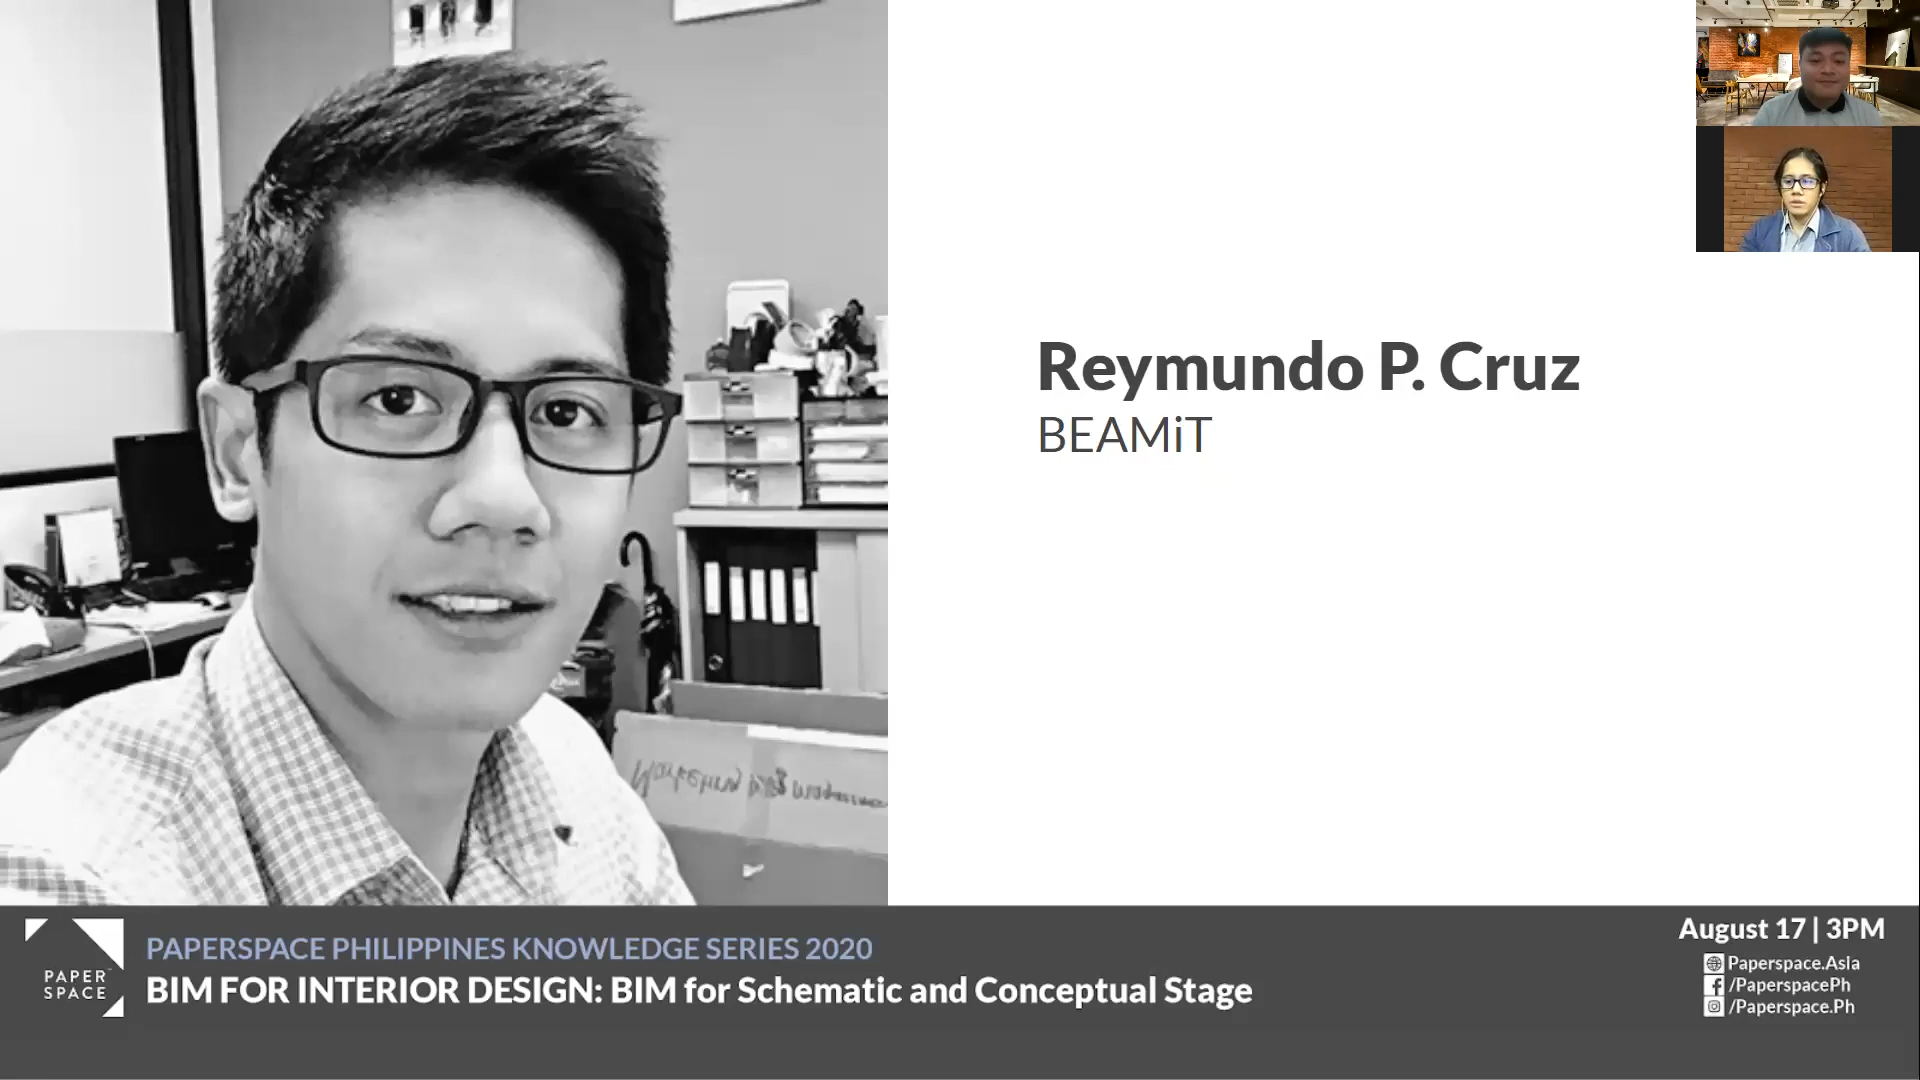 Reymundo P. Cruz
BEAMiT
PAPER
SPACE
PAPERSPACE PHILIPPINES KNOWLEDGE SERIES 2020
BIM FOR INTERIOR DESIGN: BIM for Schematic and Conceptual Stage
August 17 | 3PM
Paperspace.Asia
/PaperspacePh
/Paperspace.Ph